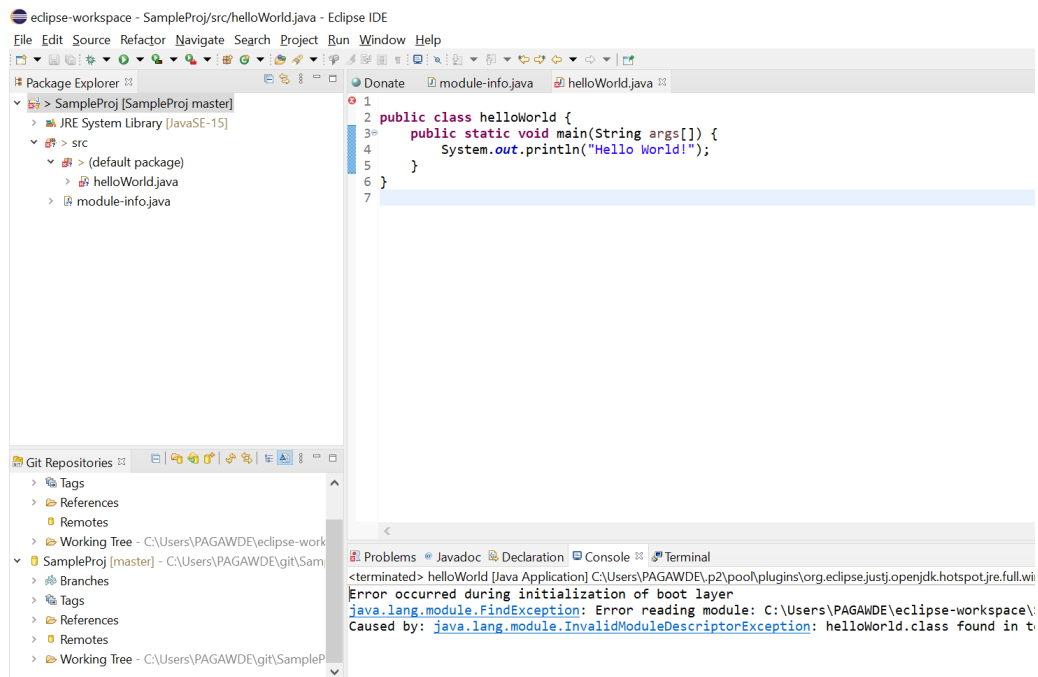 eclipse-workspace - SampleProj/src/helloWorld.java - Eclipse IDE
File Edit Source Refactor Navigate Search Project Run Window Help
Package Explorer
> SampleProj [SampleProj master]
JRE System Library [JavaSE-15]
> src
> (default package)
> helloWorld.java
module-info.java
Donate module-info.java helloWorld.java
1
2 public class helloWorld {
3 public static void main(String args[]) {
4 System.out.println("Hello World!");
5 }
6 }
7
Git Repositories
Tags
References
Remotes
Working Tree - C:\Users\PAGAWDE\eclipse-work
SampleProj [master] - C:\Users\PAGAWDE\git\Sam
Branches
Tags
References
Remotes
Working Tree - C:\Users\PAGAWDE\git\SampleP
Problems Javadoc Declaration Console Terminal
<terminated> helloWorld [Java Application] C:\Users\PAGAWDE\.p2\pool\plugins\org.eclipse.justj.openjdk.hotspot.jre.full.wi
Error occurred during initialization of boot layer
java.lang.module.FindException: Error reading module: C:\Users\PAGAWDE\eclipse-workspace\
Caused by: java.lang.module.InvalidModuleDescriptorException: helloWorld.class found in t